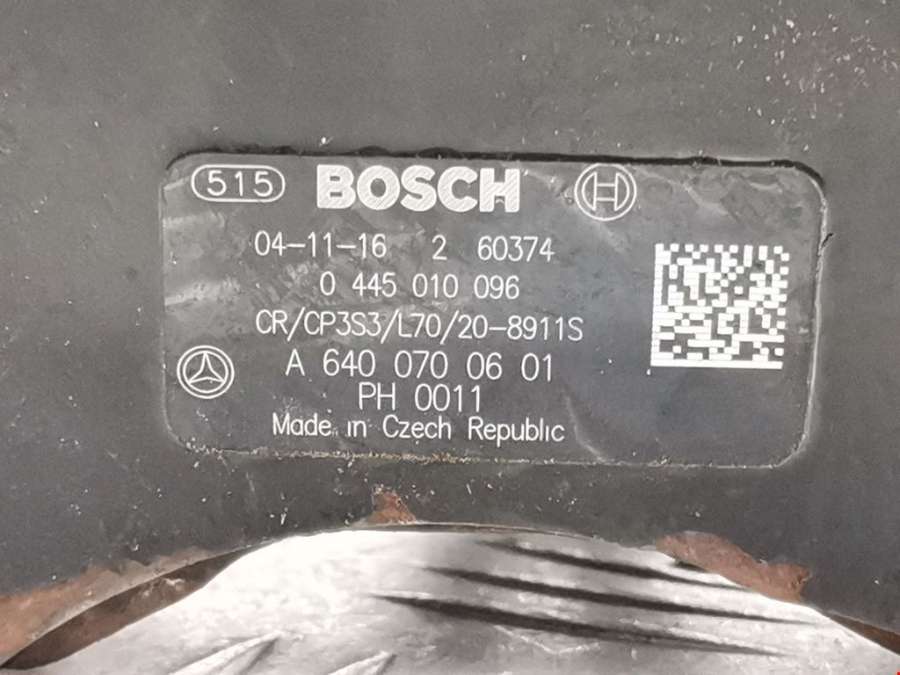 515 BOSCH
04-11-16 2 60374
0 445 010 096
CR/CP3S3/L70/20-8911S
A 640 070 06 01
PH 0011
Made in Czech Republic